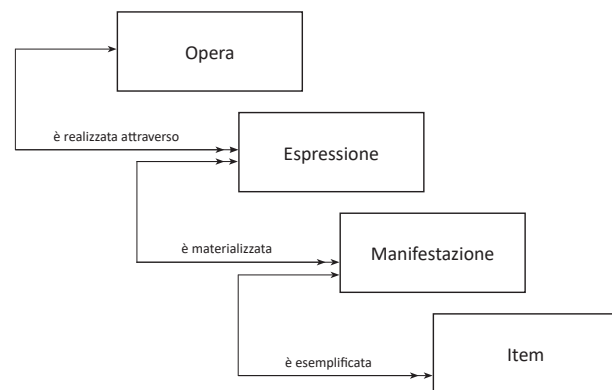 Opera
è realizzata attraverso
Espressione
è materializzata
Manifestazione
è esemplificata
Item